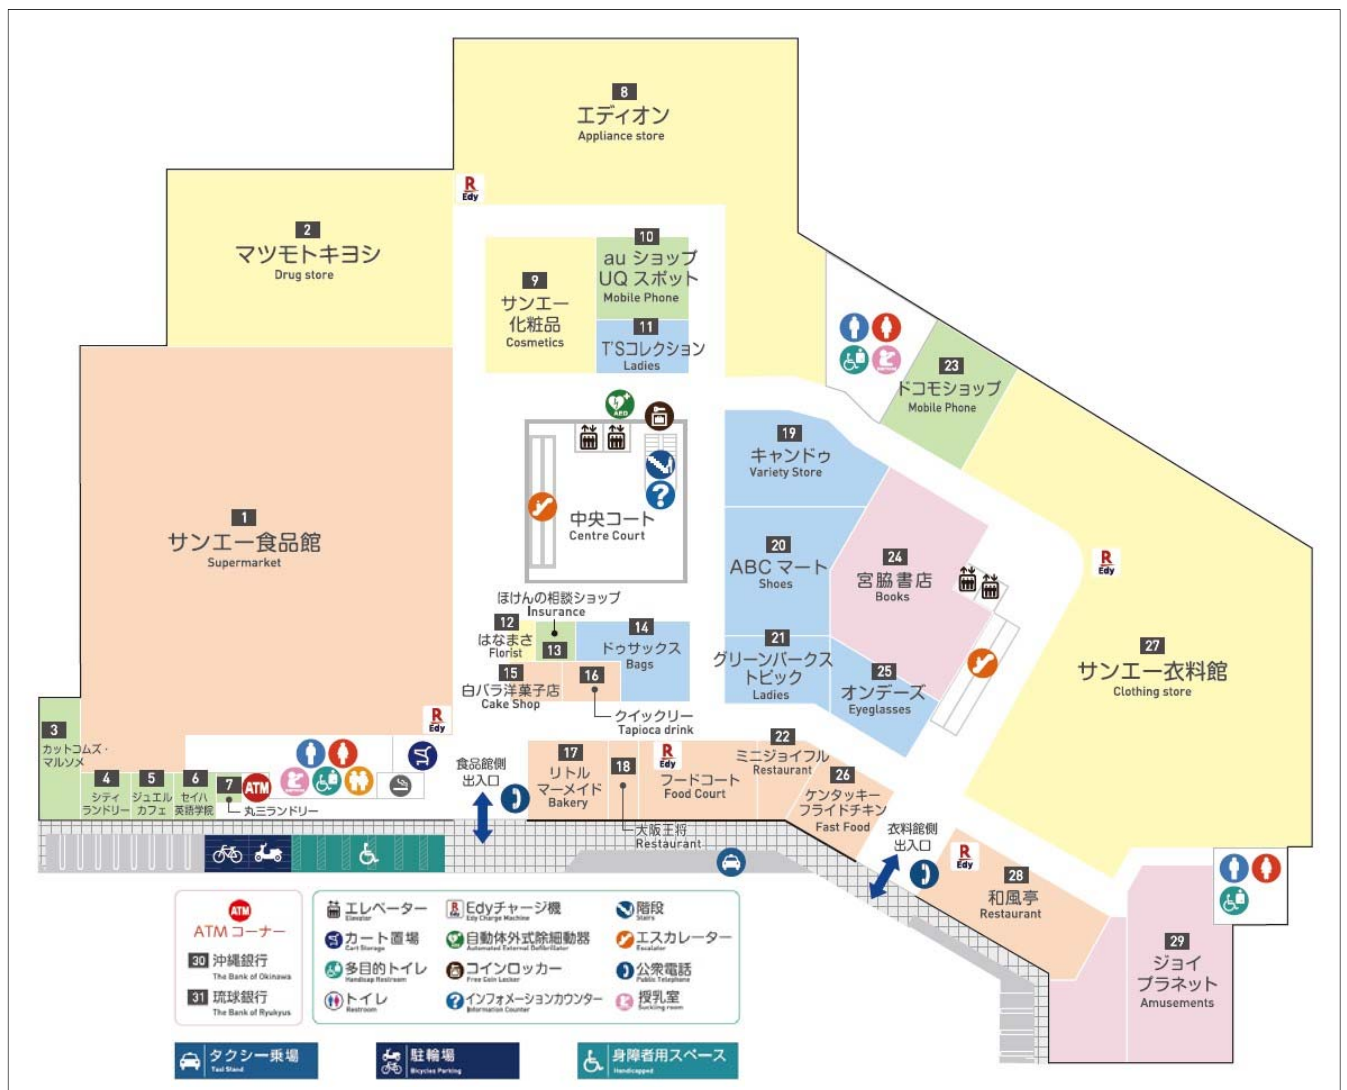 8
エディオン
Appliance store
R
Edy
2
マツモトキヨシ
Drug store
9
サンエー
化粧品
Cosmetics
10
au ショップ
UQ スポット
Mobile Phone
11
T'Sコレクション
Ladies
23
ドコモショップ
Mobile Phone
AED
19
キャンドゥ
Variety Store
1
サンエー食品館
Supermarket
?
中央コート
Centre Court
20
ABC マート
Shoes
24
宮脇書店
Books
R
Edy
27
サンエー衣料館
Clothing store
ほけんの相談ショップ
Insurance
12
はなまさ
Florist
13
14
ドゥサックス
Bags
15
白バラ洋菓子店
Cake Shop
16
クイックリー
Tapioca drink
21
グリーンパークス
トピック
Ladies
25
オンデーズ
Eyeglasses
R
Edy
3
カットコムズ・
マルソメ
4
シティ
ランドリー
5
ジュエル
カフェ
6
セイハ
英語学院
7
ATM
丸三ランドリー
食品館側
出入口
17
リトル
マーメイド
Bakery
18
大阪王将
Restaurant
R
Edy
フードコート
Food Court
22
ミニジョイフル
Restaurant
26
ケンタッキー
フライドチキン
Fast Food
衣料館側
出入口
R
Edy
28
和風亭
Restaurant
29
ジョイ
プラネット
Amusements
ATM
ATM コーナー
30 沖縄銀行
The Bank of Okinawa
31 琉球銀行
The Bank of Ryukyus
エレベーター
Elevator
R
Edy
Edyチャージ機
Edy Charge Machine
階段
Stairs
カート置場
Cart Storage
自動体外式除細動器
Automated External Defibrillator
エスカレーター
Escalator
多目的トイレ
Handicap Restroom
コインロッカー
Free Coin Locker
公衆電話
Public Telephone
トイレ
Restroom
?
インフォメーションカウンター
Information Counter
授乳室
Suckling room
タクシー乗場
Taxi Stand
駐輪場
Bicycles Parking
身障者用スペース
Handicapped